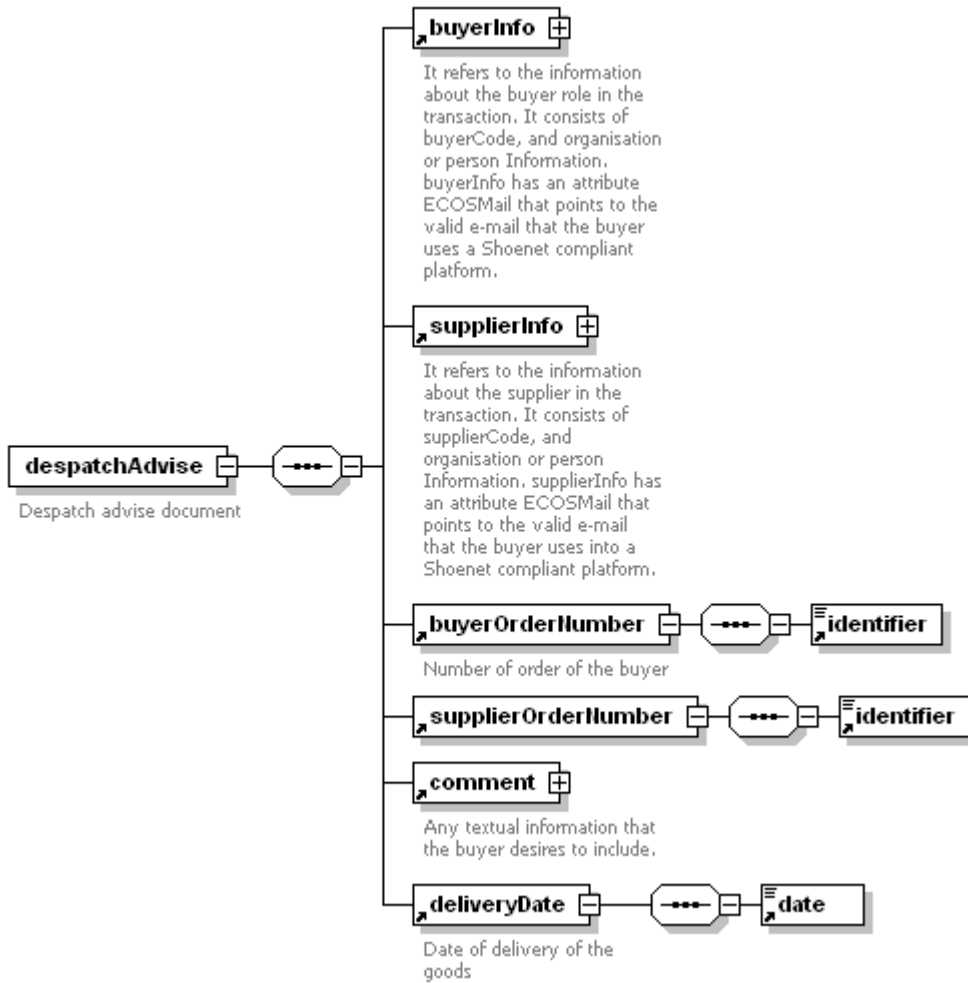 buyerInfo
It refers to the information
about the buyer role in the
transaction. It consists of
buyerCode, and organisation
or person Information.
buyerInfo has an attribute
ECOSMail that points to the
valid e-mail that the buyer
uses a Shoenet compliant
platform.
supplierInfo
It refers to the information
about the supplier in the
transaction. It consists of
supplierCode, and
organisation or person
Information. supplierInfo has
an attribute ECOSMail that
points to the valid e-mail
that the buyer uses into a
Shoenet compliant platform.
despatchAdvise
Despatch advise document
buyerOrderNumber
identifier
Number of order of the buyer
supplierOrderNumber
identifier
comment
Any textual information that
the buyer desires to include.
deliveryDate
date
Date of delivery of the
goods